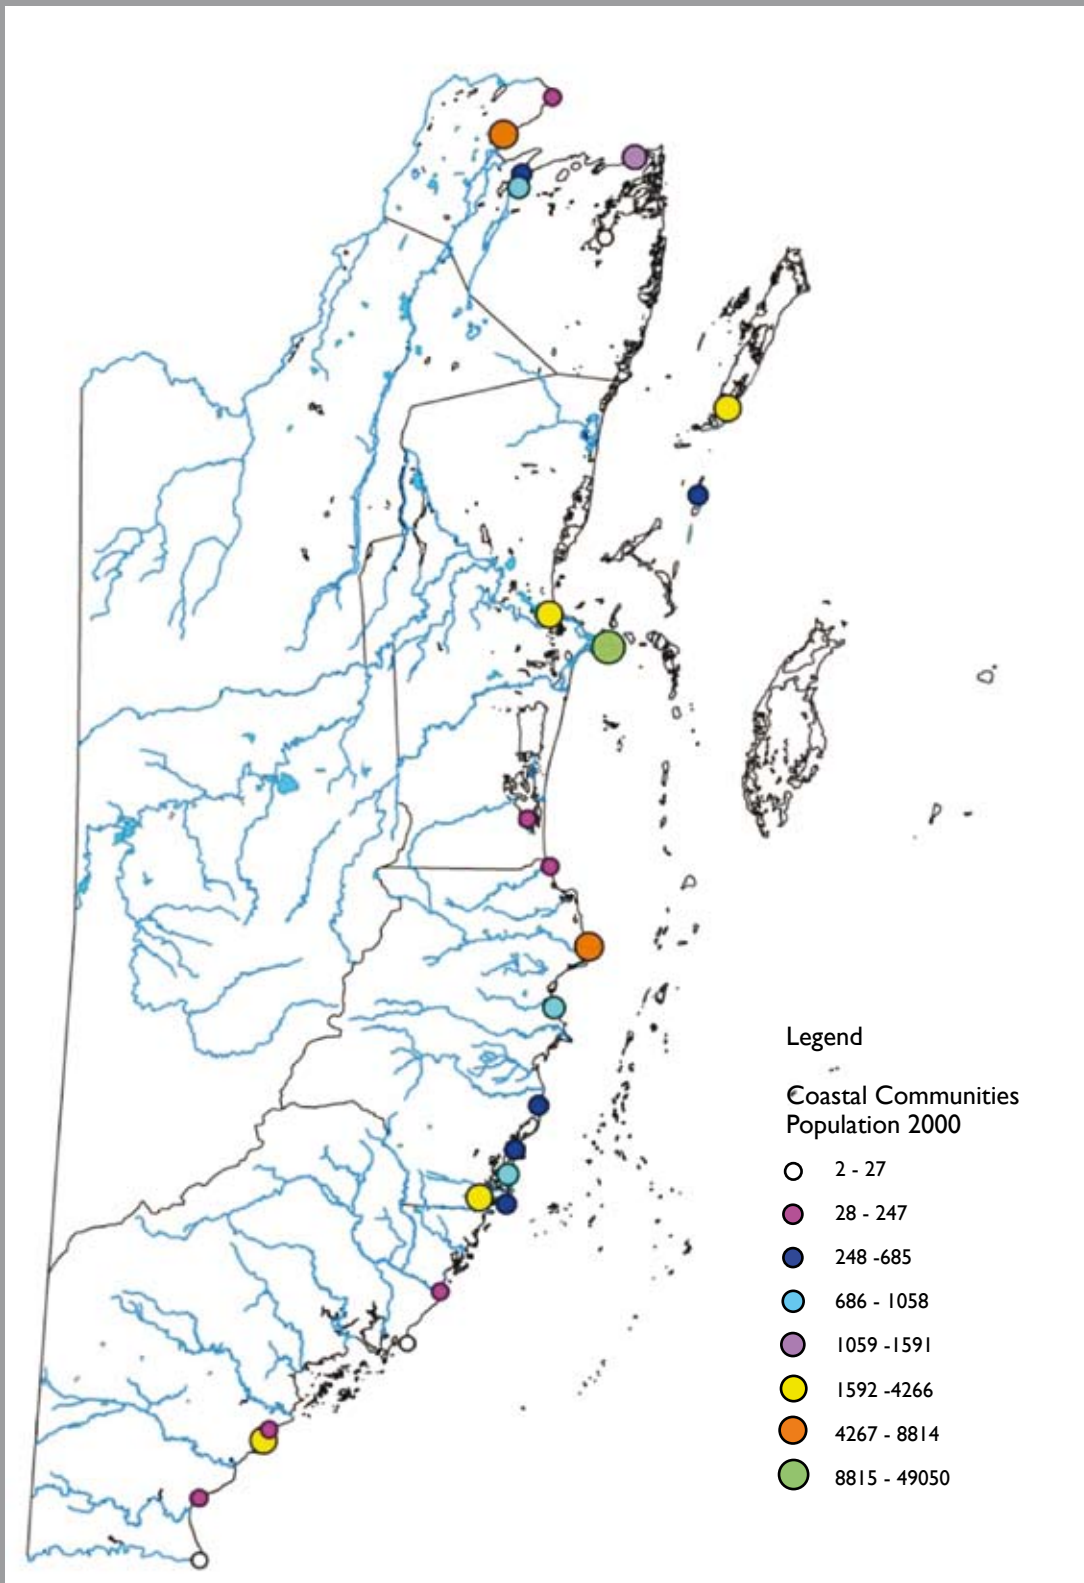 Legend
Coastal Communities
Population 2000
2 - 27
28 - 247
248 -685
686 - 1058
1059 -1591
1592 -4266
4267 - 8814
8815 - 49050